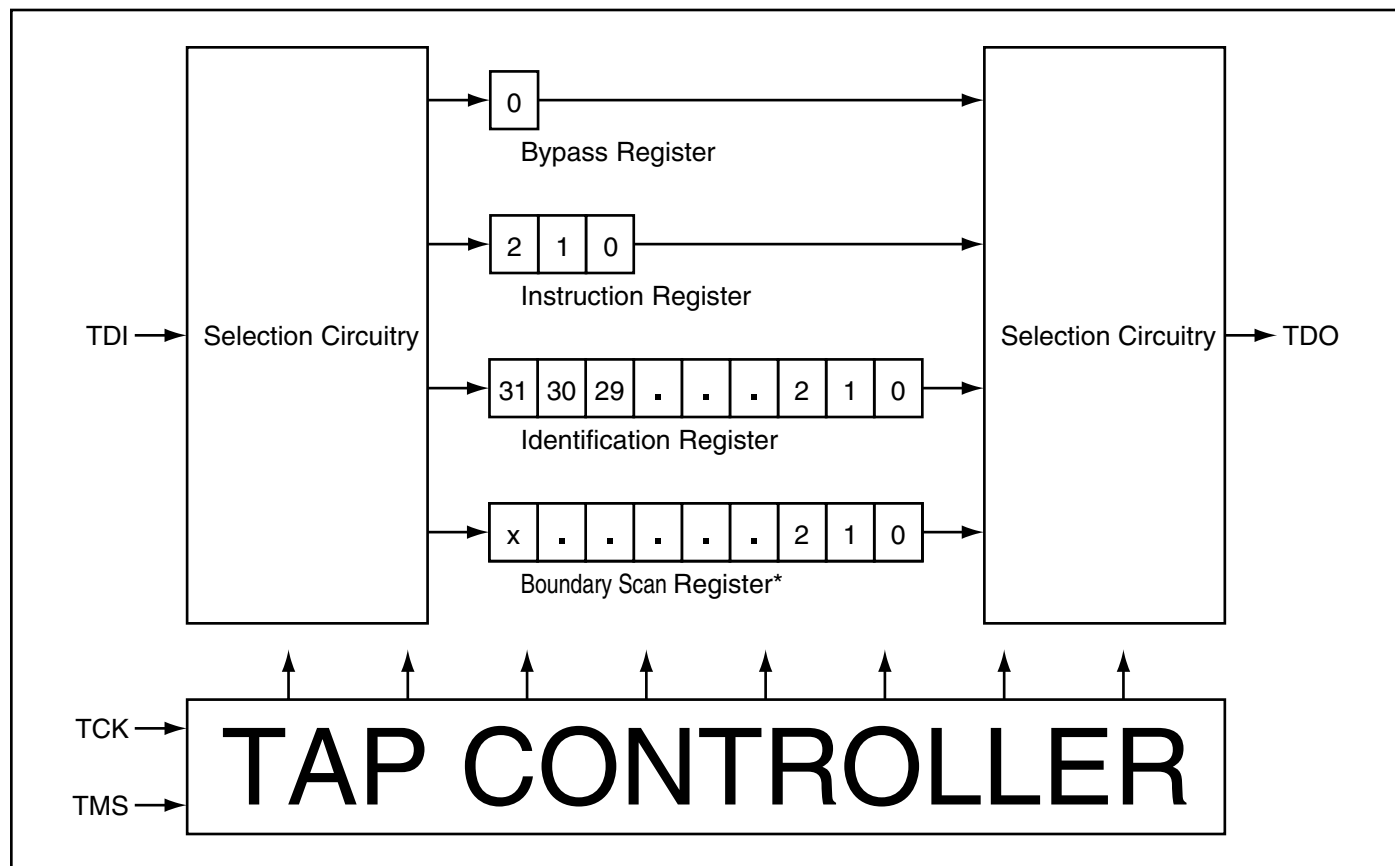 0
Bypass Register
2 1 0
Instruction Register
TDI
Selection Circuitry
Selection Circuitry
TDO
31 30 29 . . . 2 1 0
Identification Register
x . . . . . 2 1 0
Boundary Scan Register*
TCK
TMS
TAP CONTROLLER